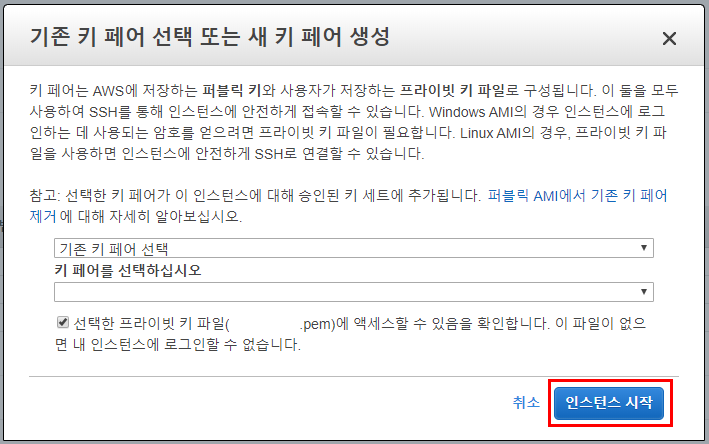 기존 키 페어 선택 또는 새 키 페어 생성
키 페어는 AWS에 저장하는 퍼블릭 키와 사용자가 저장하는 프라이빗 키 파일로 구성됩니다. 이 둘을 모두
사용하여 SSH를 통해 인스턴스에 안전하게 접속할 수 있습니다. Windows AMI의 경우 인스턴스에 로그
인하는 데 사용되는 암호를 얻으려면 프라이빗 키 파일이 필요합니다. Linux AMI의 경우, 프라이빗 키 파
일을 사용하면 인스턴스에 안전하게 SSH로 연결할 수 있습니다.
참고: 선택한 키 페어가 이 인스턴스에 대해 승인된 키 세트에 추가됩니다. 퍼블릭 AMI에서 기존 키 페어
제거 에 대해 자세히 알아보십시오.
기존 키 페어 선택
키 페어를 선택하십시오
선택한 프라이빗 키 파일( .pem)에 액세스할 수 있음을 확인합니다. 이 파일이 없으
면 내 인스턴스에 로그인할 수 없습니다.
취소 인스턴스 시작